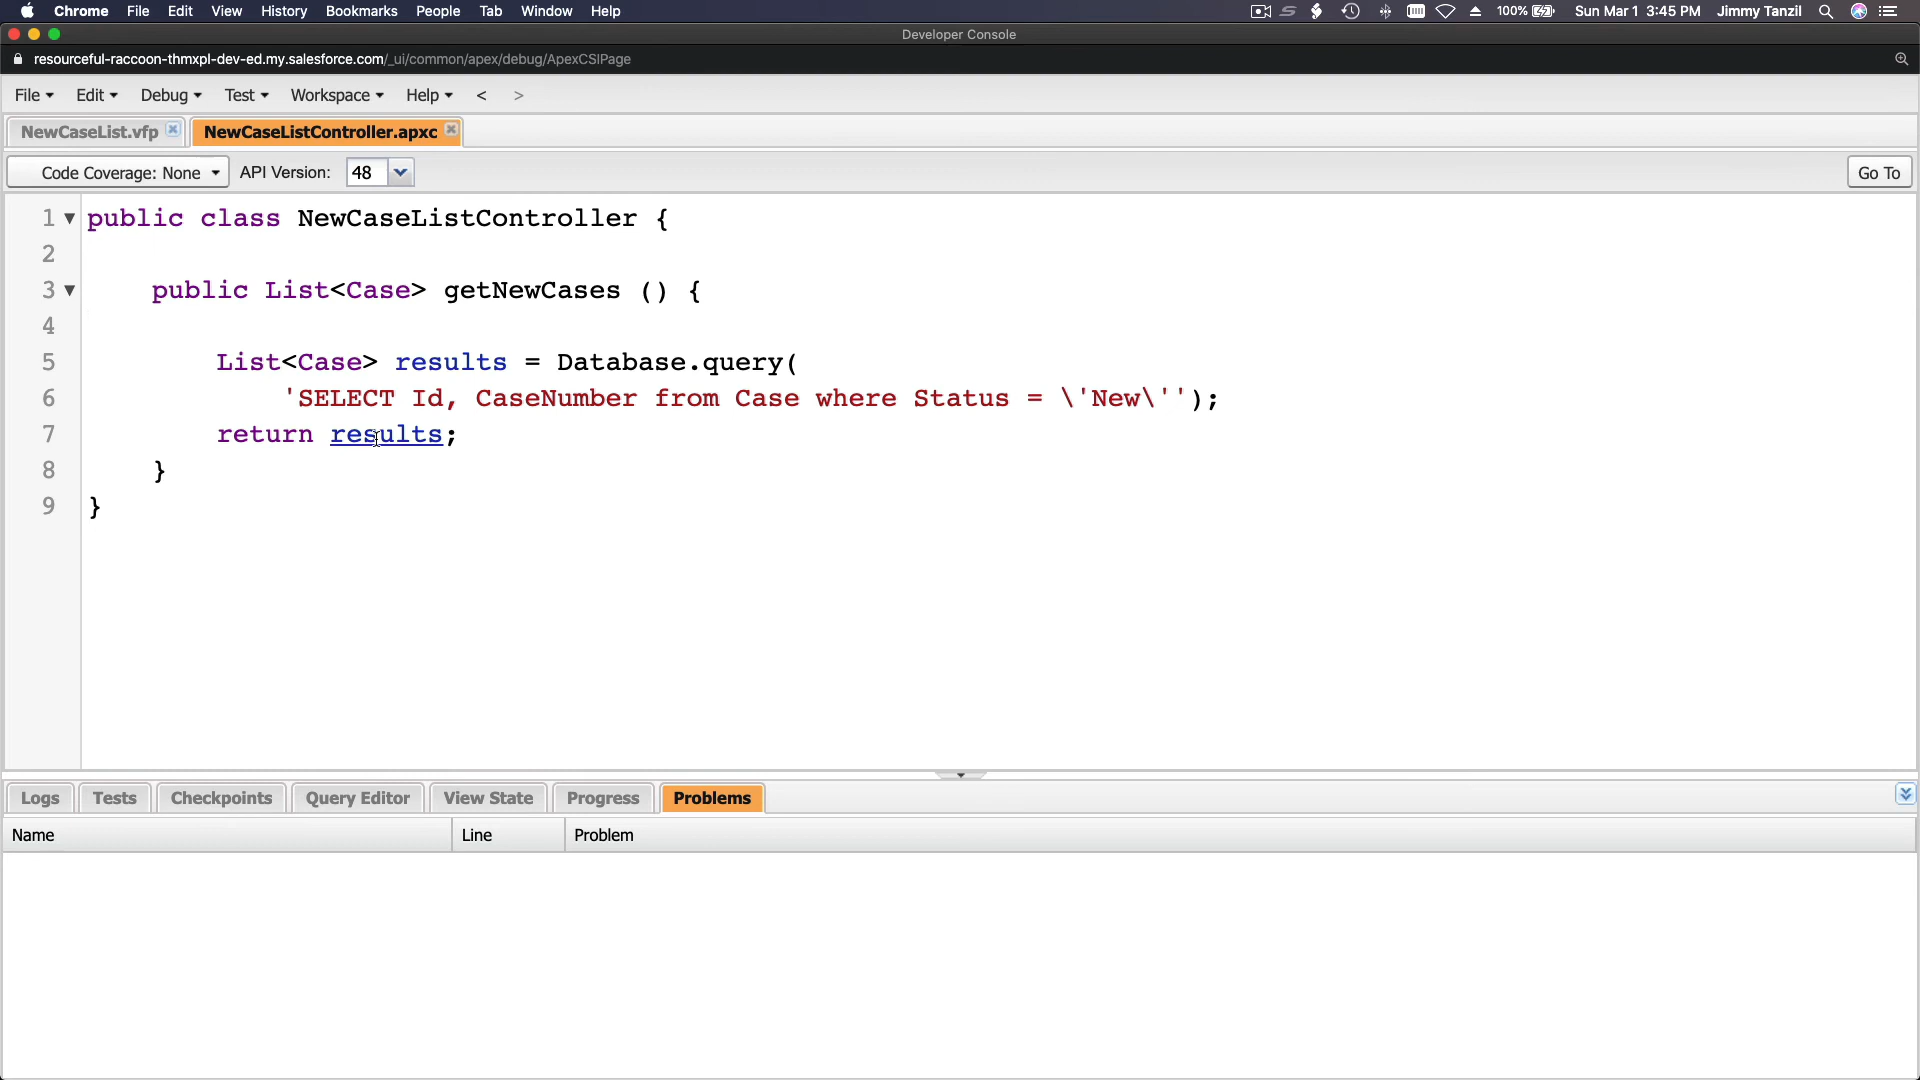 Chrome File Edit View History Bookmarks People Tab Window Help 100% Sun Mar 1 3:45 PM Jimmy Tanzil
Developer Console
resourceful-raccoon-thmxpl-dev-ed.my.salesforce.com/_ui/common/apex/debug/ApexCSIPage
File Edit Debug Test Workspace Help < >
NewCaseList.vfp NewCaseListController.apxc
Code Coverage: None API Version: 48 Go To
1 public class NewCaseListController {
2
3 public List<Case> getNewCases () {
4
5 List<Case> results = Database.query(
6 'SELECT Id, CaseNumber from Case where Status = \'New\'');
7 return results;
8 }
9 }
Logs Tests Checkpoints Query Editor View State Progress Problems
Name Line Problem